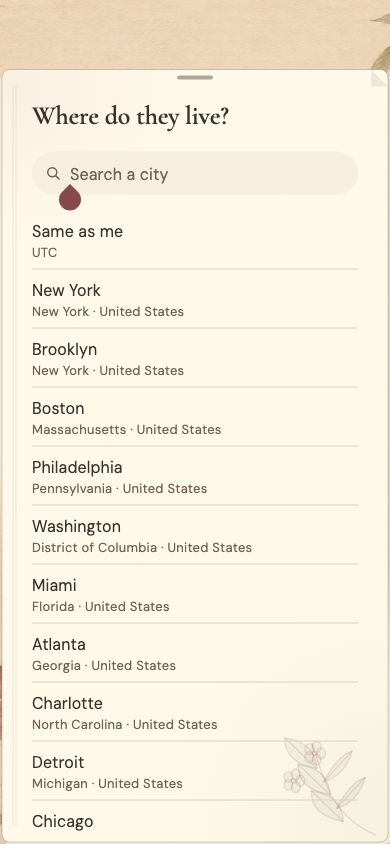 Where do they live?
Search a city
Same as me
UTC
New York
New York · United States
Brooklyn
New York · United States
Boston
Massachusetts · United States
Philadelphia
Pennsylvania · United States
Washington
District of Columbia · United States
Miami
Florida · United States
Atlanta
Georgia · United States
Charlotte
North Carolina · United States
Detroit
Michigan · United States
Chicago